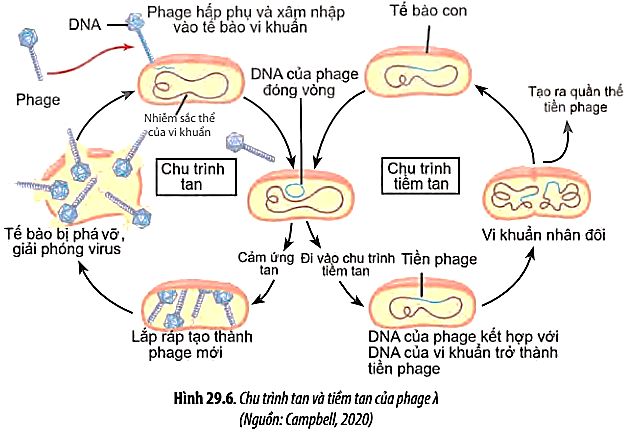 DNA
Phage hấp phụ và xâm nhập
vào tế bào vi khuẩn
Phage
Nhiễm sắc thể
của vi khuẩn
DNA của phage
đóng vòng
Tế bào con
Tạo ra quần thể
tiền phage
Chu trình
tan
Chu trình
tiềm tan
Tế bào bị phá vỡ,
giải phóng virus
Vi khuẩn nhân đôi
Cảm ứng
tan
Đi vào chu trình
tiềm tan
Tiền phage
Lắp ráp tạo thành
phage mới
DNA của phage kết hợp với
DNA của vi khuẩn trở thành
tiền phage
Hình 29.6. Chu trình tan và tiềm tan của phage λ
(Nguồn: Campbell, 2020)